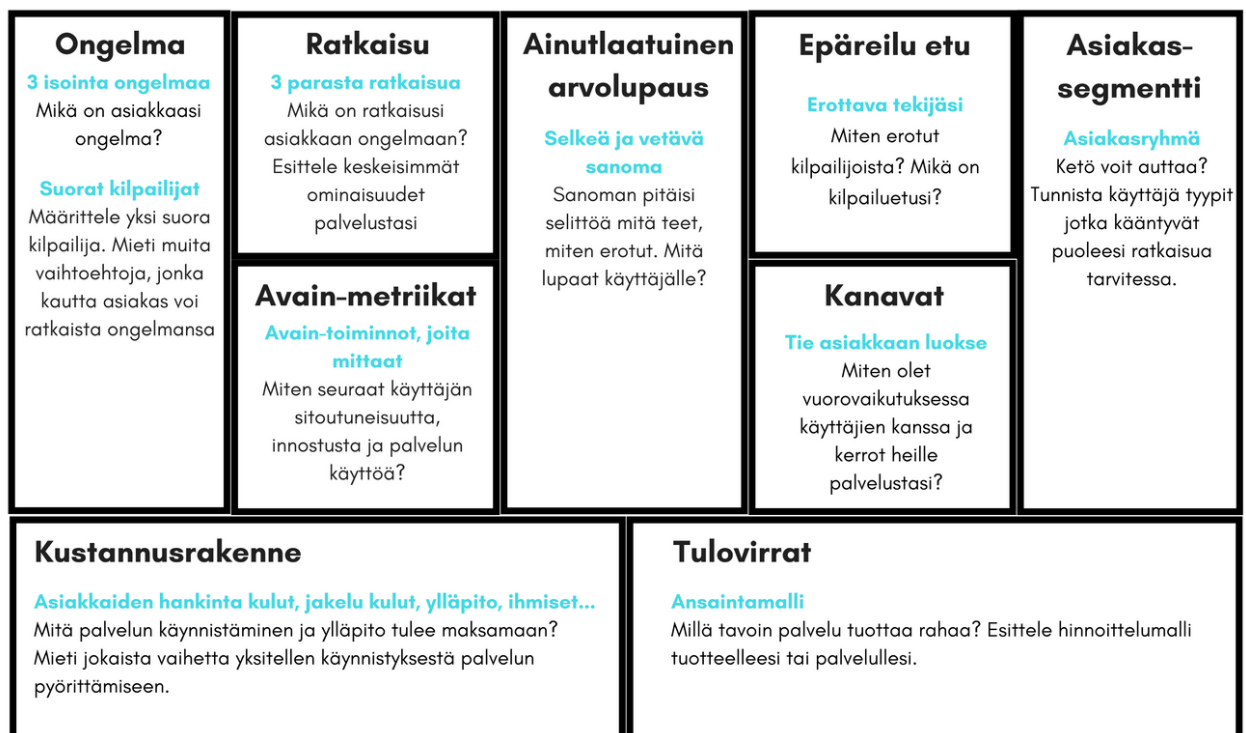 Ongelma
3 isointa ongelmaa
Mikä on asiakkaasi
ongelma?
Suorat kilpailijat
Määrittele yksi suora
kilpailija. Mieti muita
vaihtoehtoja, jonka
kautta asiakas voi
ratkaista ongelmansa
Ratkaisu
3 parasta ratkaisua
Mikä on ratkaisusi
asiakkaan ongelmaan?
Esittele keskeisimmät
ominaisuudet
palvelustasi
Avain-metriikat
Avain-toiminnot, joita
mittaat
Miten seuraat käyttäjän
sitoutuneisuutta,
innostusta ja palvelun
käyttöä?
Ainutlaatuinen
arvolupaus
Selkeä ja vetävä
sanoma
Sanoman pitäisi
selittöä mitä teet,
miten erotut. Mitä
lupaat käyttäjälle?
Epäreilu etu
Erottava tekijäsi
Miten erotut
kilpailijoista? Mikä on
kilpailuetusi?
Kanavat
Tie asiakkaan luokse
Miten olet
vuorovaikutuksessa
käyttäjien kanssa ja
kerrot heille
palvelustasi?
Asiakas-
segmentti
Asiakasryhmä
Ketö voit auttaa?
Tunnista käyttäjä tyypit
jotka kääntyvät
puoleesi ratkaisua
tarvitessa.
Kustannusrakenne
Asiakkaiden hankinta kulut, jakelu kulut, ylläpito, ihmiset...
Mitä palvelun käynnistäminen ja ylläpito tulee maksamaan?
Mieti jokaista vaihetta yksitellen käynnistyksestä palvelun
pyörittämiseen.
Tulovirrat
Ansaintamalli
Millä tavoin palvelu tuottaa rahaa? Esittele hinnoittelumalli
tuotteelleesi tai palvelullesi.